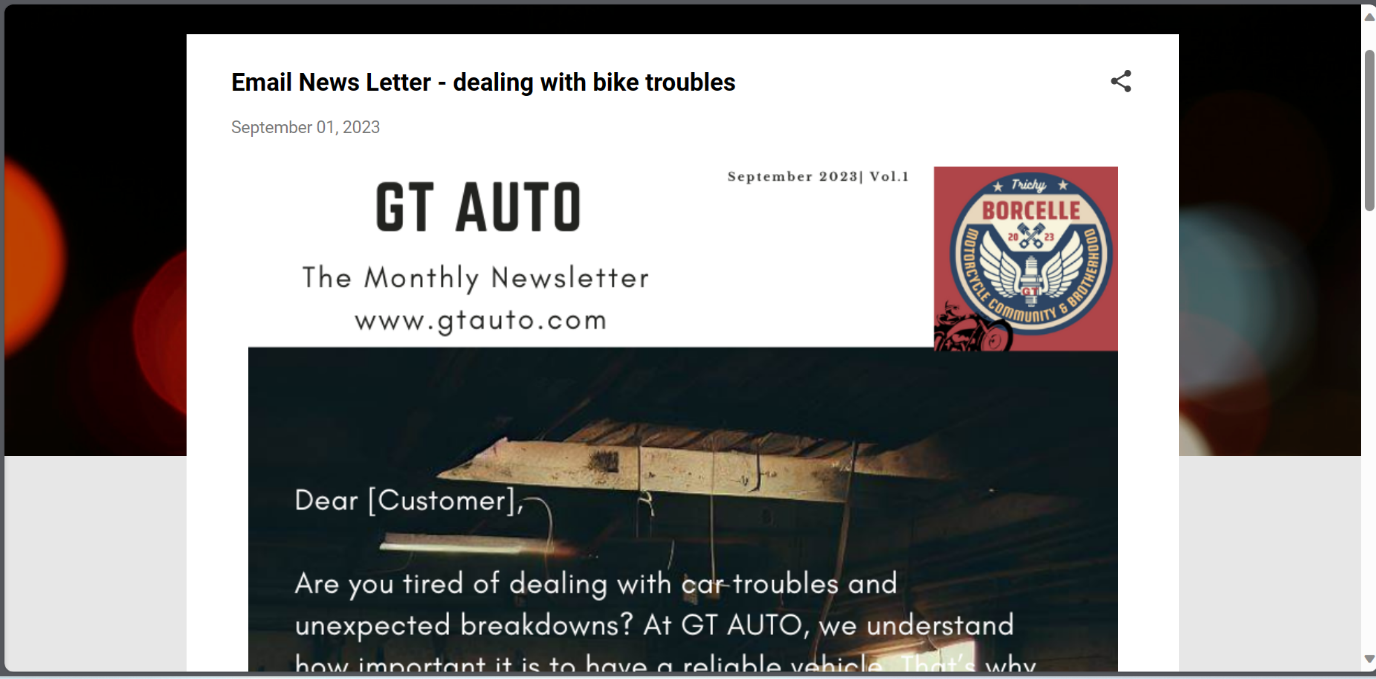 Email News Letter - dealing with bike troubles
September 01, 2023
GT AUTO
September 2023| Vol.1
The Monthly Newsletter
www.gtauto.com
Trichy
BORCELLE
20 23
GT
MOTORCYCLE COMMUNITY & BROTHERHOOD
Dear [Customer],
Are you tired of dealing with car troubles and
unexpected breakdowns? At GT AUTO, we understand
how important it is to have a reliable vehicle. That's why